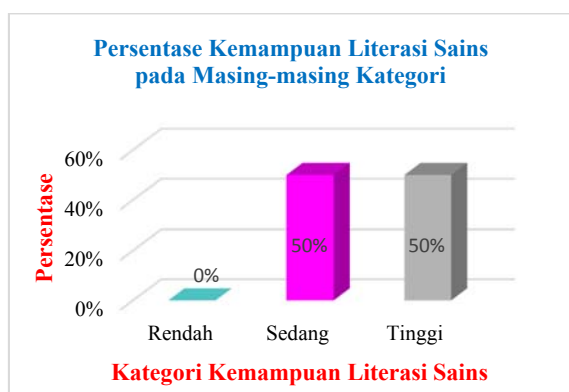 Persentase Kemampuan Literasi Sains
pada Masing-masing Kategori
Persentase
60%
40%
20%
0%
0%
50%
50%
Rendah Sedang Tinggi
Kategori Kemampuan Literasi Sains